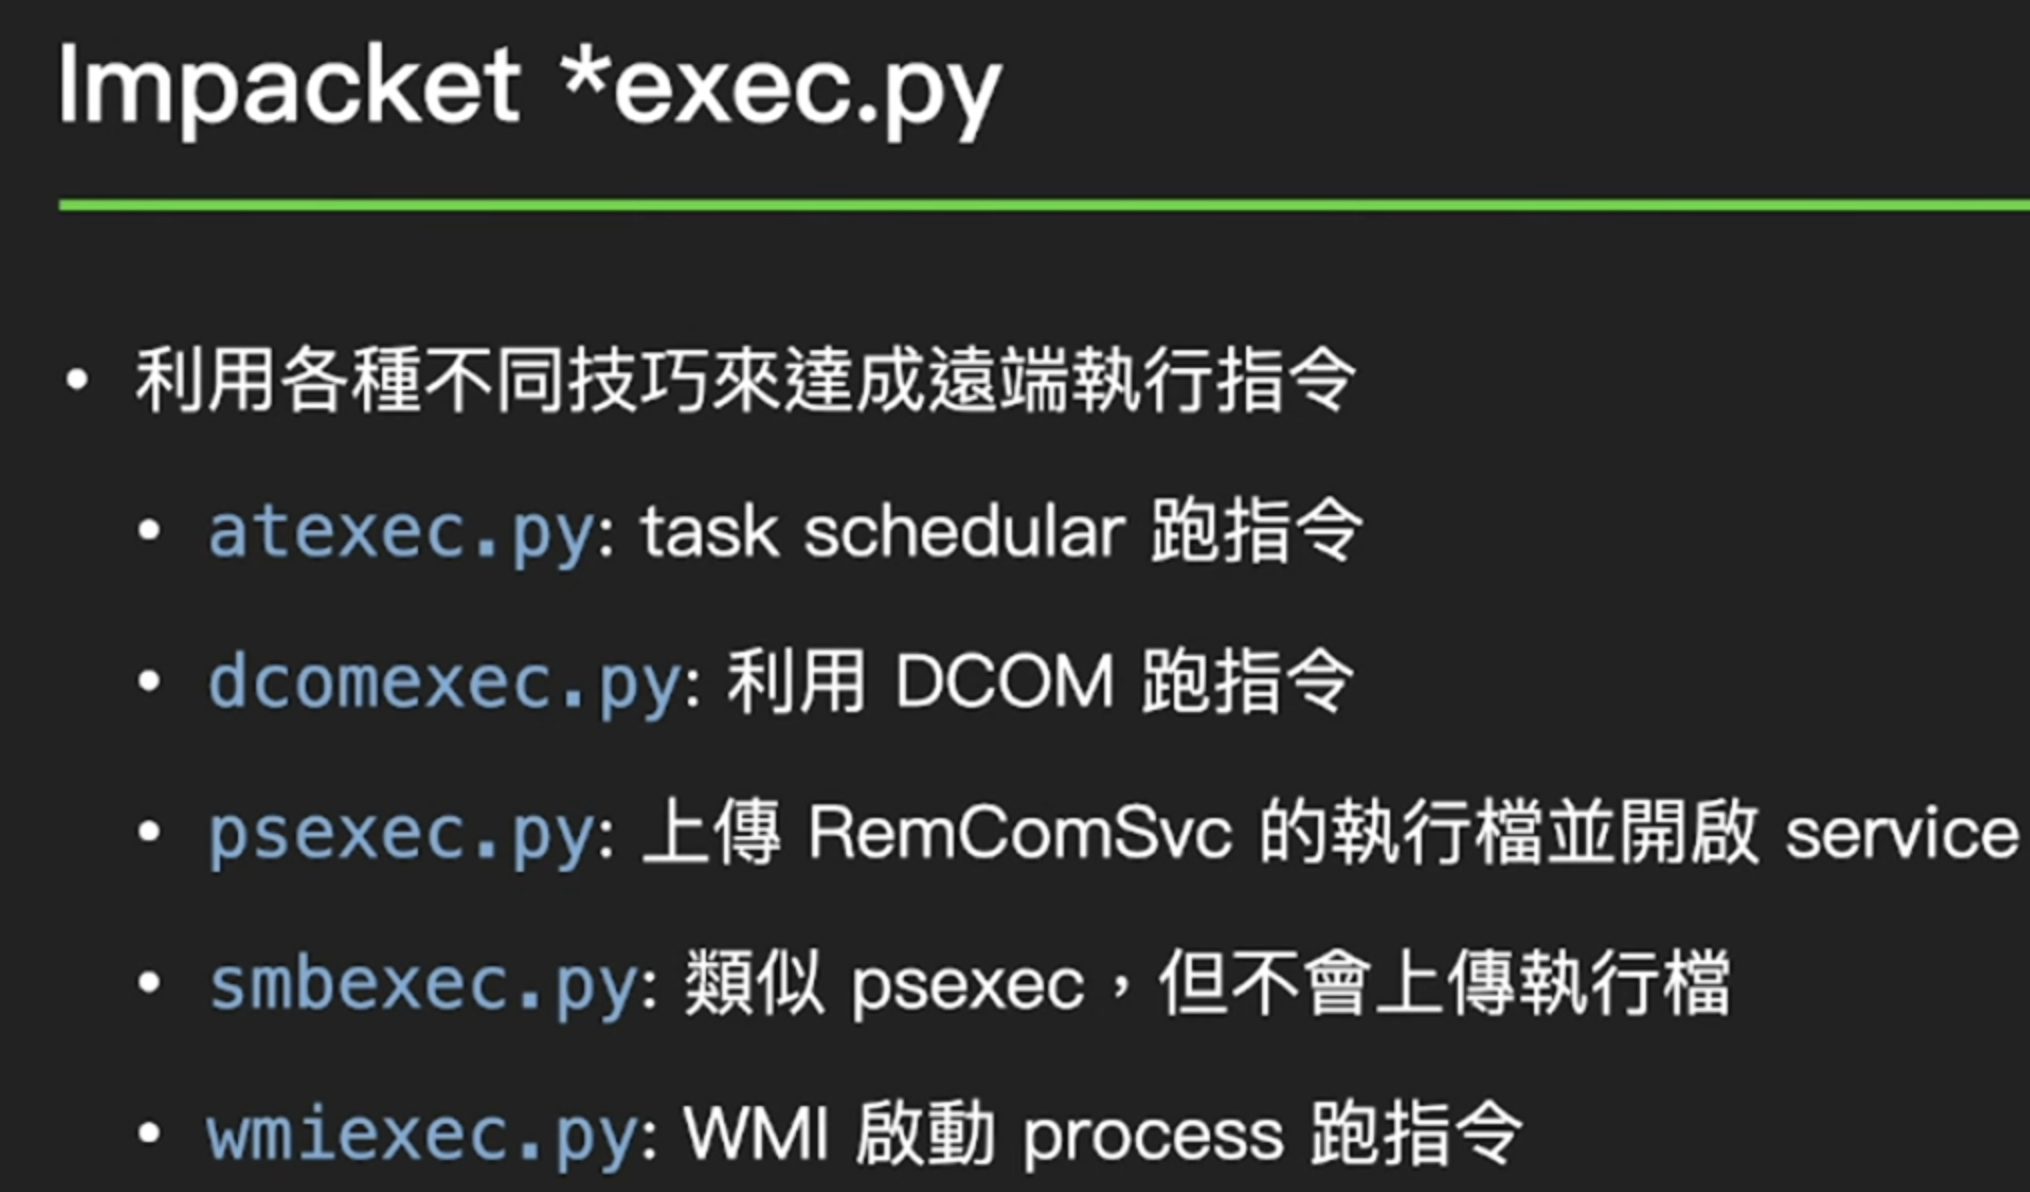 Impacket *exec.py
• 利用各種不同技巧來達成遠端執行指令
• atexec.py: task schedular 跑指令
• dcomexec.py: 利用 DCOM 跑指令
• psexec.py: 上傳 RemComSvc 的執行檔並開啟 service
• smbexec.py: 類似 psexec，但不會上傳執行檔
• wmiexec.py: WMI 啟動 process 跑指令